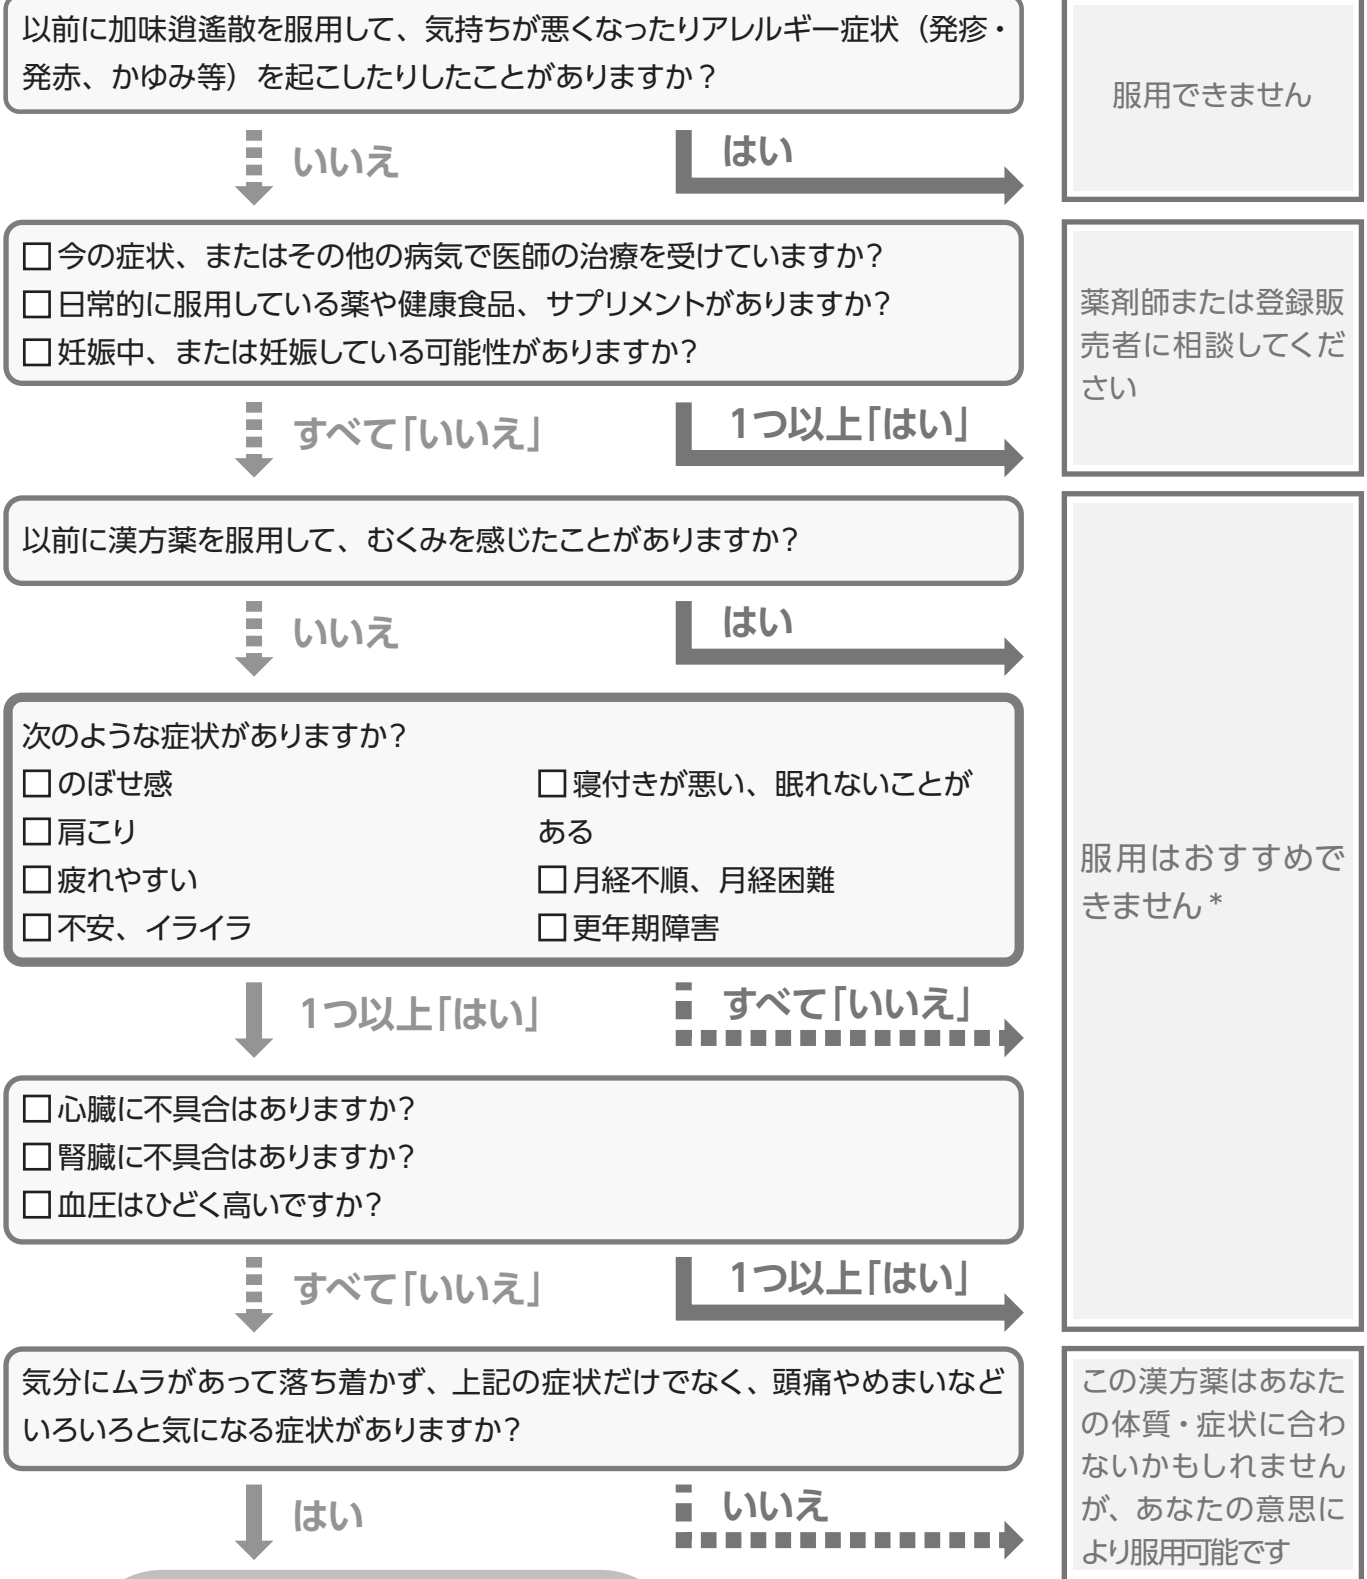 以前に加味逍遙散を服用して、気持ちが悪くなったりアレルギー症状（発疹・
発赤、かゆみ等）を起こしたりしたことがありますか？
服用できません
いいえ
はい
□今の症状、またはその他の病気で医師の治療を受けていますか？
□日常的に服用している薬や健康食品、サプリメントがありますか？
□妊娠中、または妊娠している可能性がありますか？
薬剤師または登録販
売者に相談してくだ
さい
すべて「いいえ」
1つ以上「はい」
以前に漢方薬を服用して、むくみを感じたことがありますか？
いいえ
はい
次のような症状がありますか？
□のぼせ感
□肩こり
□疲れやすい
□不安、イライラ
□寝付きが悪い、眠れないことが
ある
□月経不順、月経困難
□更年期障害
服用はおすすめで
きません*
1つ以上「はい」
すべて「いいえ」
□心臓に不具合はありますか？
□腎臓に不具合はありますか？
□血圧はひどく高いですか？
すべて「いいえ」
1つ以上「はい」
気分にムラがあって落ち着かず、上記の症状だけでなく、頭痛やめまいなど
いろいろと気になる症状がありますか？
この漢方薬はあなた
の体質・症状に合わ
ないかもしれません
が、あなたの意思に
より服用可能です
はい
いいえ